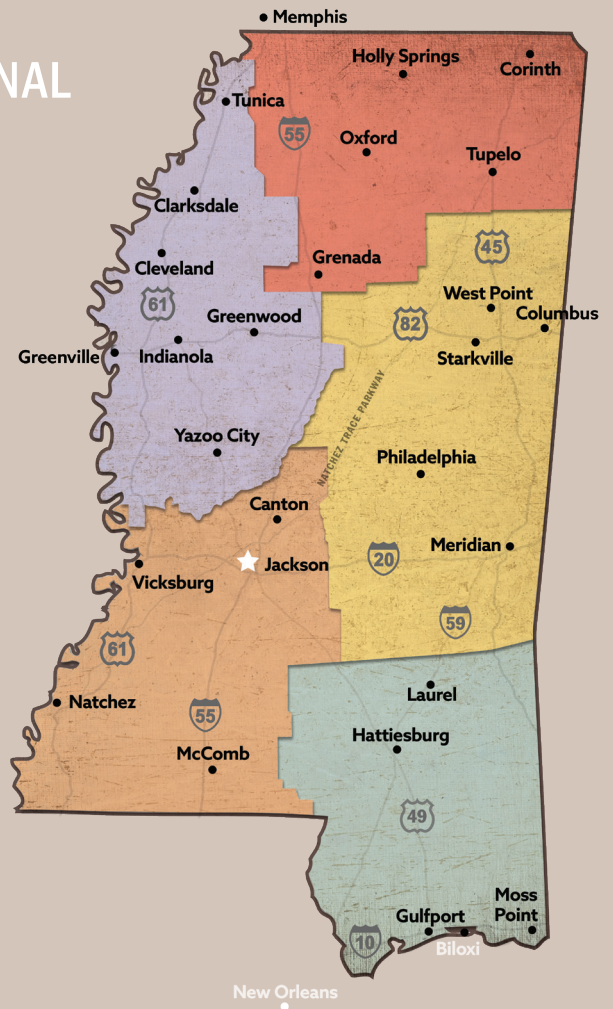 Memphis
NAL
Holly Springs
Corinth
Tunica
55
Oxford
Tupelo
Clarksdale
45
Grenada
Cleveland
61
West Point
Greenwood
82
Columbus
Greenville
Indianola
Starkville
NATCHEZ TRACE PARKWAY
Yazoo City
Philadelphia
Canton
Meridian
20
Jackson
Vicksburg
59
61
Laurel
Natchez
55
Hattiesburg
McComb
49
Moss
Point
Gulfport
10
Biloxi
New Orleans